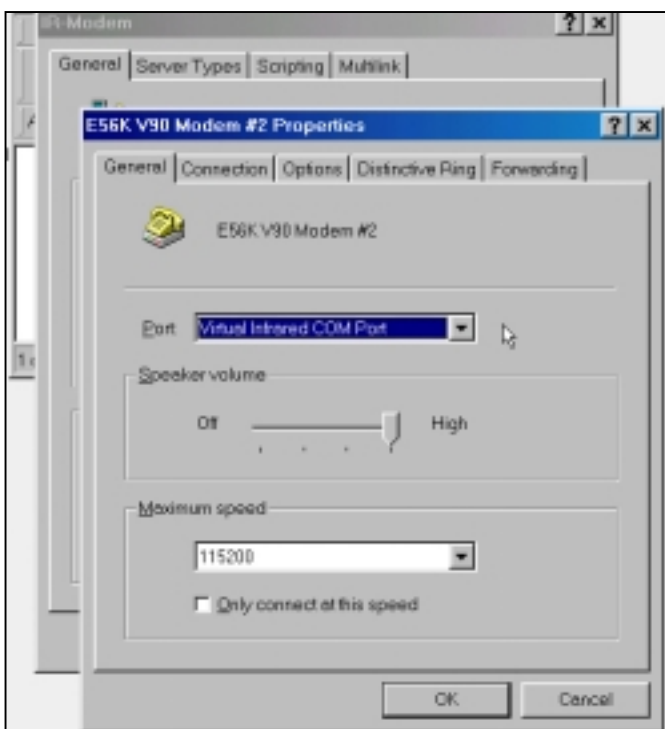 IR-Modem
General Server Types Scripting Multilink
E56K V90 Modem #2 Properties
General Connection Options Distinctive Ring Forwarding
E56K V90 Modem #2
Port Virtual Infrared COM Port
Speaker volume
Off High
Maximum speed
115200
Only connect at this speed
OK Cancel